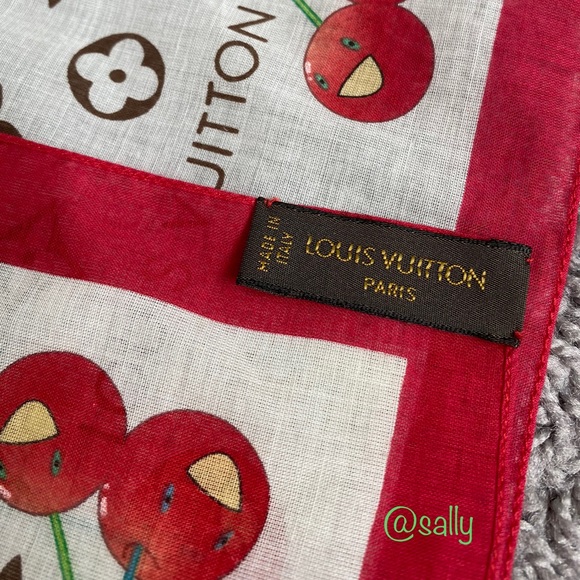 UITTON
MADE IN
ITALY
LOUIS VUITTON
PARIS
@sally